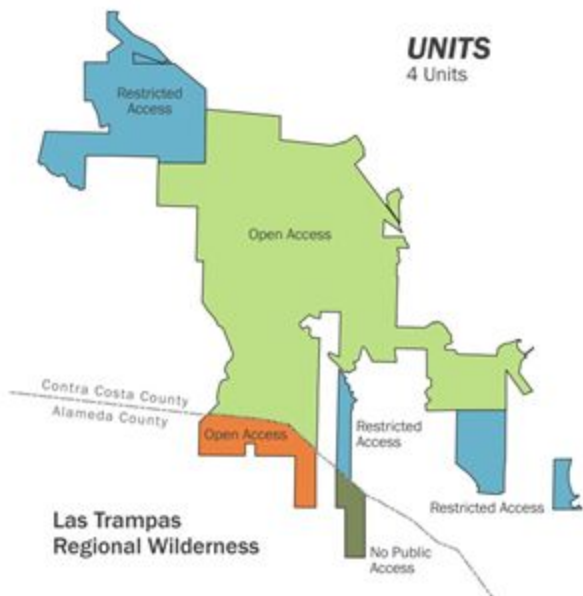 UNITS
4 Units
Restricted
Access
Open Access
Contra Costa County
Alameda County
Open Access
Restricted
Access
Restricted Access
Las Trampas
Regional Wilderness
No Public
Access